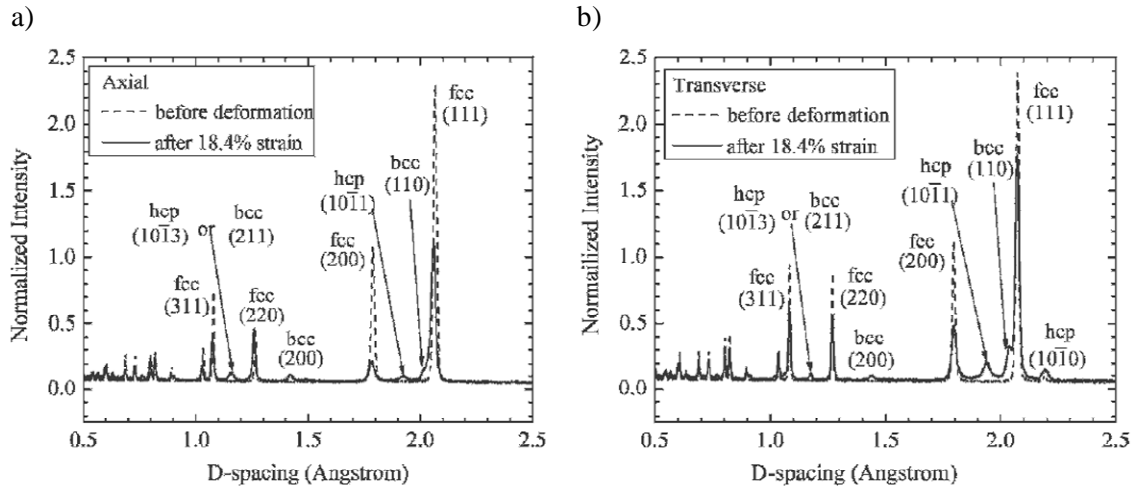 a)
2.5
2.0
1.5
1.0
0.5
0.0
Normalized Intensity
Axial
before deformation
after 18.4% strain
fcc
(111)
bcc
(110)
hcp
(101̄1)
fcc
(200)
hcp
(101̄3)
or
bcc
(211)
fcc
(311)
fcc
(220)
bcc
(200)
0.5 1.0 1.5 2.0 2.5
D-spacing (Angstrom)
b)
2.5
2.0
1.5
1.0
0.5
0.0
Normailized Intensity
Transverse
before deformation
after 18.4% strain
fcc
(111)
bcc
(110)
hcp
(101̄1)
hcp
(101̄3)
or
bcc
(211)
fcc
(200)
fcc
(311)
fcc
(220)
bcc
(200)
hcp
(101̄0)
0.5 1.0 1.5 2.0 2.5
D-spacing (Angstrom)